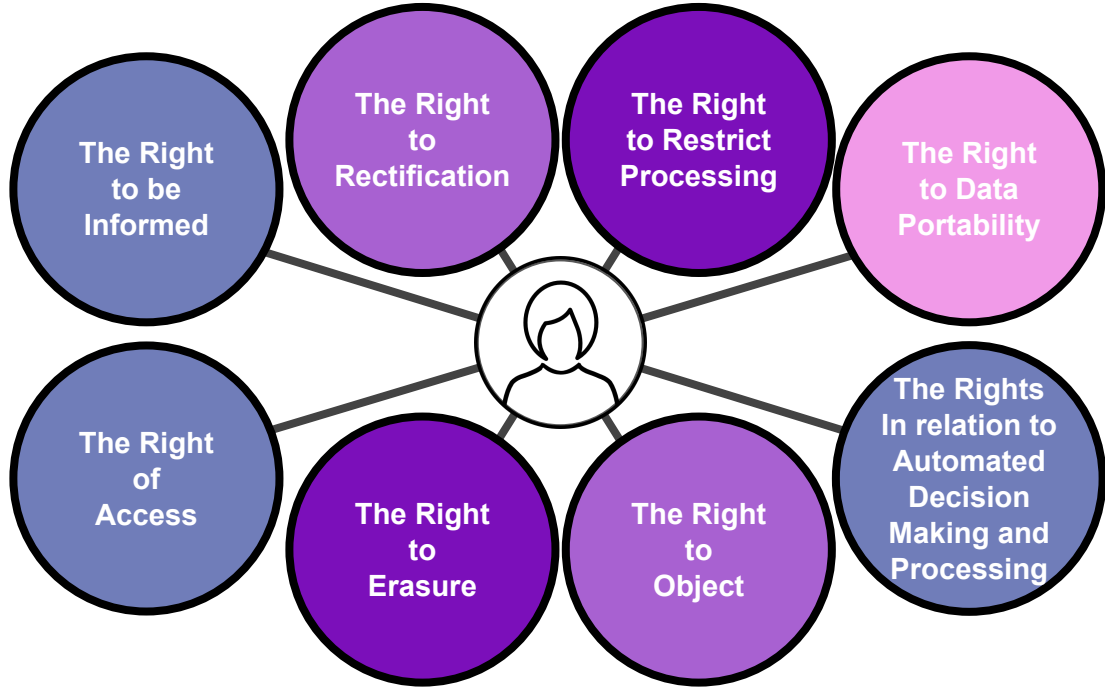 The Right
to be
Informed
The Right
to
Rectification
The Right
to Restrict
Processing
The Right
to Data
Portability
The Right
of
Access
The Right
to
Erasure
The Right
to
Object
The Rights
In relation to
Automated
Decision
Making and
Processing